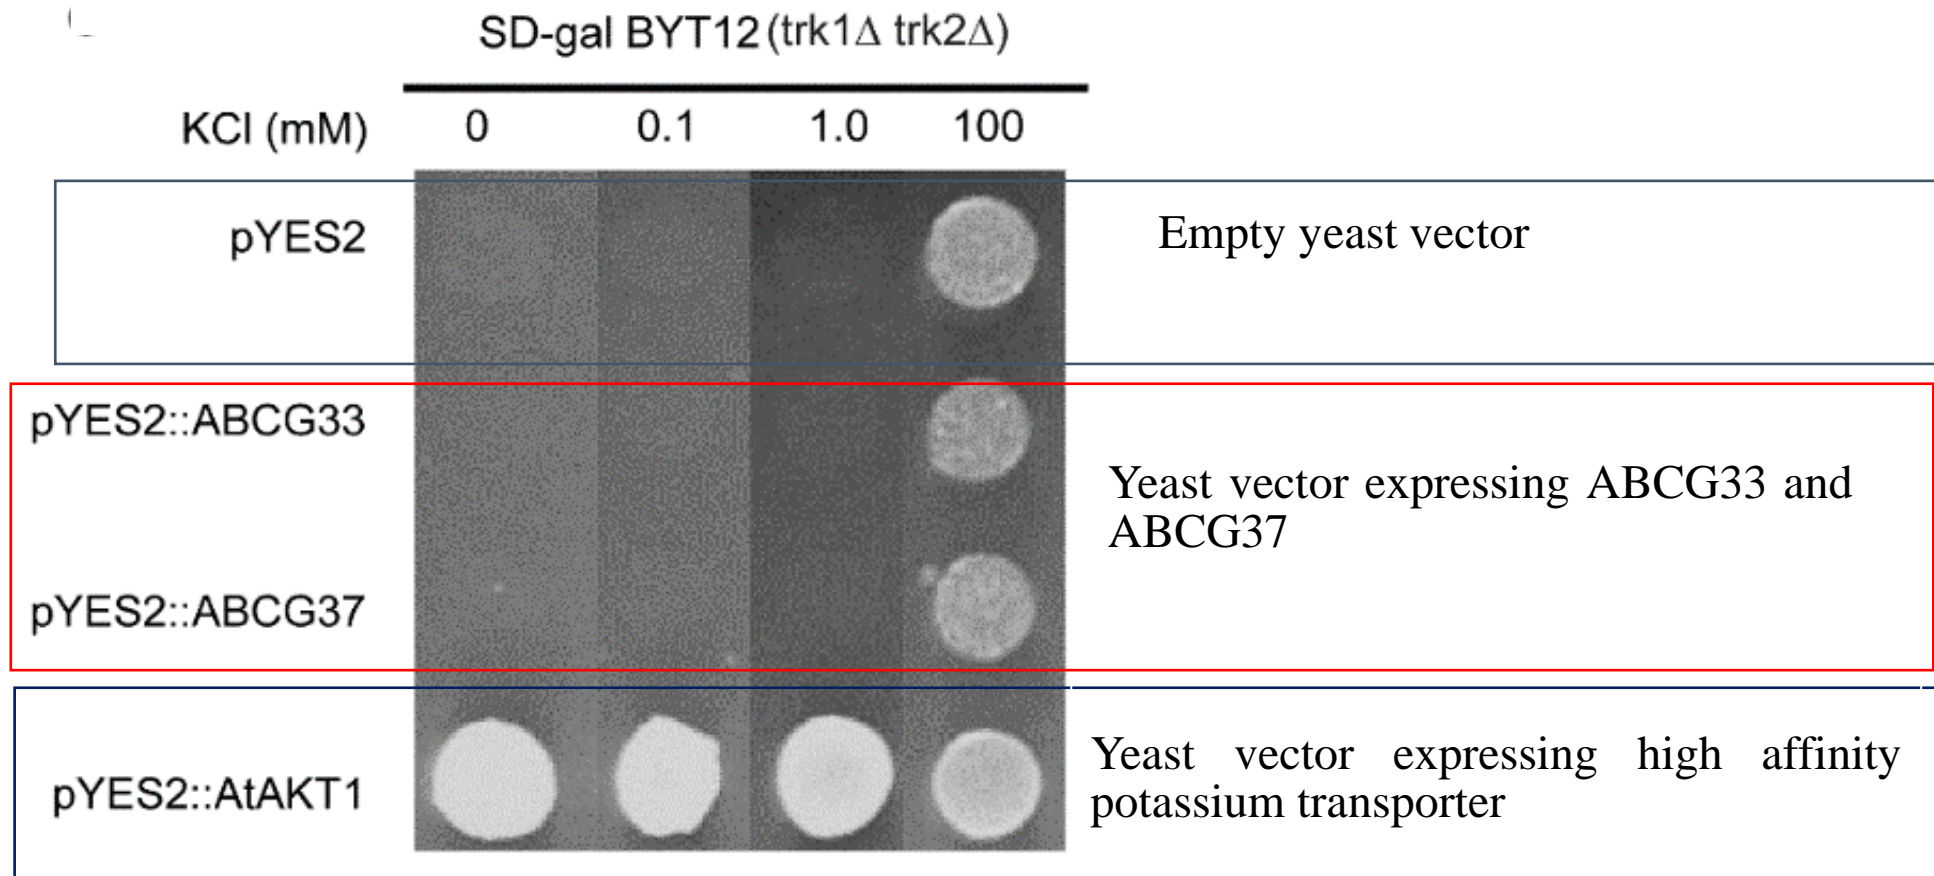 SD-gal BYT12 (trk1Δ trk2Δ)
KCl (mM) 0 0.1 1.0 100
pYES2 Empty yeast vector
pYES2::ABCG33
Yeast vector expressing ABCG33 and
ABCG37
pYES2::ABCG37
Yeast vector expressing high affinity
pYES2::AtAKT1
potassium transporter